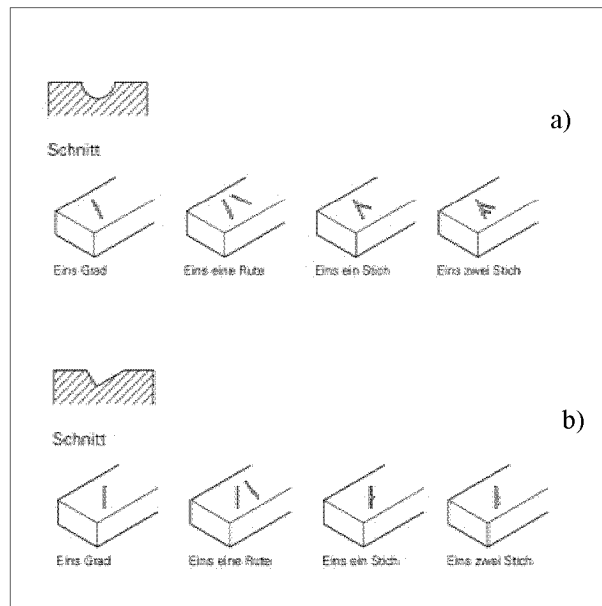 a)
Schnitt
Eins Grad Eins eine Rute Eins ein Stich Eins zwei Stich
b)
Schnitt
Eins Grad Eins eine Rute Eins ein Stich Eins zwei Stich